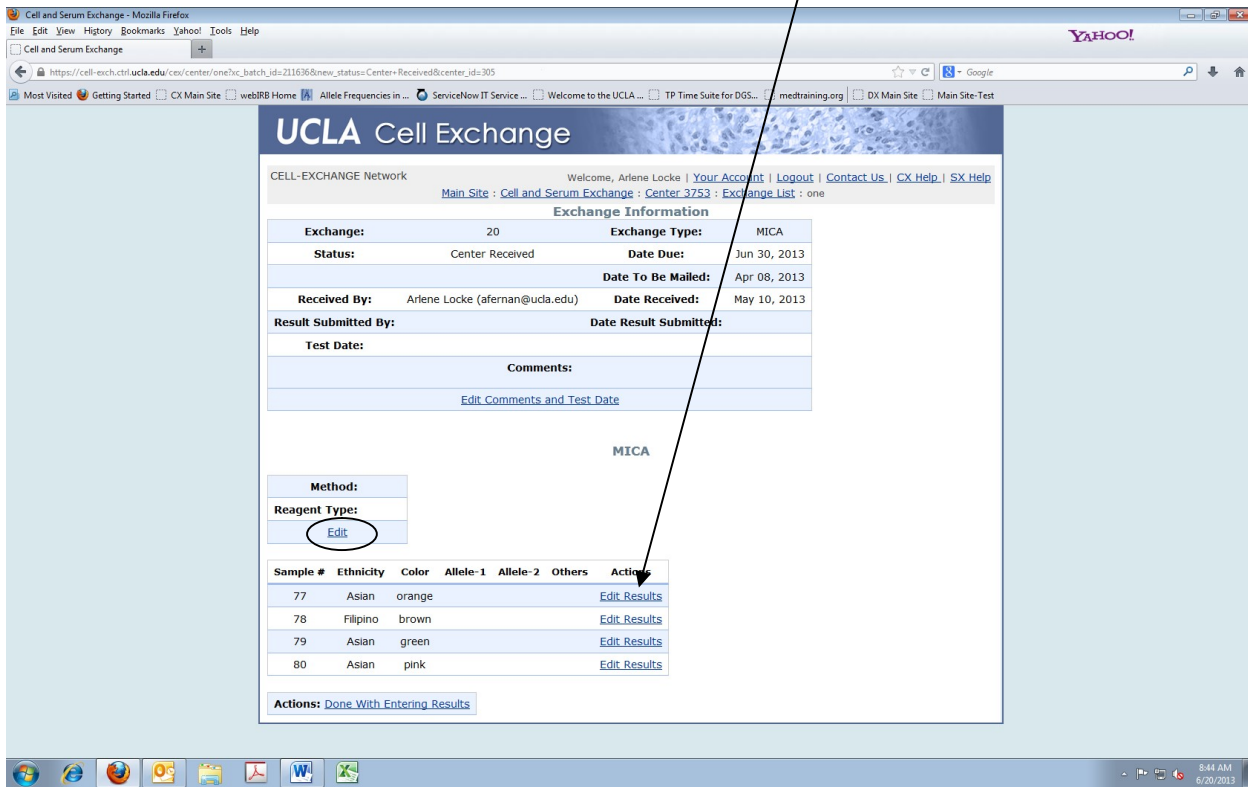 Cell and Serum Exchange - Mozilla Firefox
File Edit View History Bookmarks Yahoo! Tools Help
YAHOO!
Cell and Serum Exchange +
https://cell-exch.ctrl.ucla.edu/cex/center/one?xc_batch_id=211636&new_status=Center+Received&center_id=305 Google
Most Visited Getting Started CX Main Site webIRB Home Allele Frequencies in ... ServiceNow IT Service ... Welcome to the UCLA ... TP Time Suite for DGS... medtraining.org DX Main Site Main Site-Test
UCLA Cell Exchange
CELL-EXCHANGE Network Welcome, Arlene Locke | Your Account | Logout | Contact Us | CX Help | SX Help
Main Site : Cell and Serum Exchange : Center 3753 : Exchange List : one
Exchange Information
Exchange: 20 Exchange Type: MICA
Status: Center Received Date Due: Jun 30, 2013
Date To Be Mailed: Apr 08, 2013
Received By: Arlene Locke (afernan@ucla.edu) Date Received: May 10, 2013
Result Submitted By: Date Result Submitted:
Test Date:
Comments:
Edit Comments and Test Date
MICA
Method:
Reagent Type:
Edit
Sample # Ethnicity Color Allele-1 Allele-2 Others Actions
77 Asian orange Edit Results
78 Filipino brown Edit Results
79 Asian green Edit Results
80 Asian pink Edit Results
Actions: Done With Entering Results
8:44 AM
6/20/2013